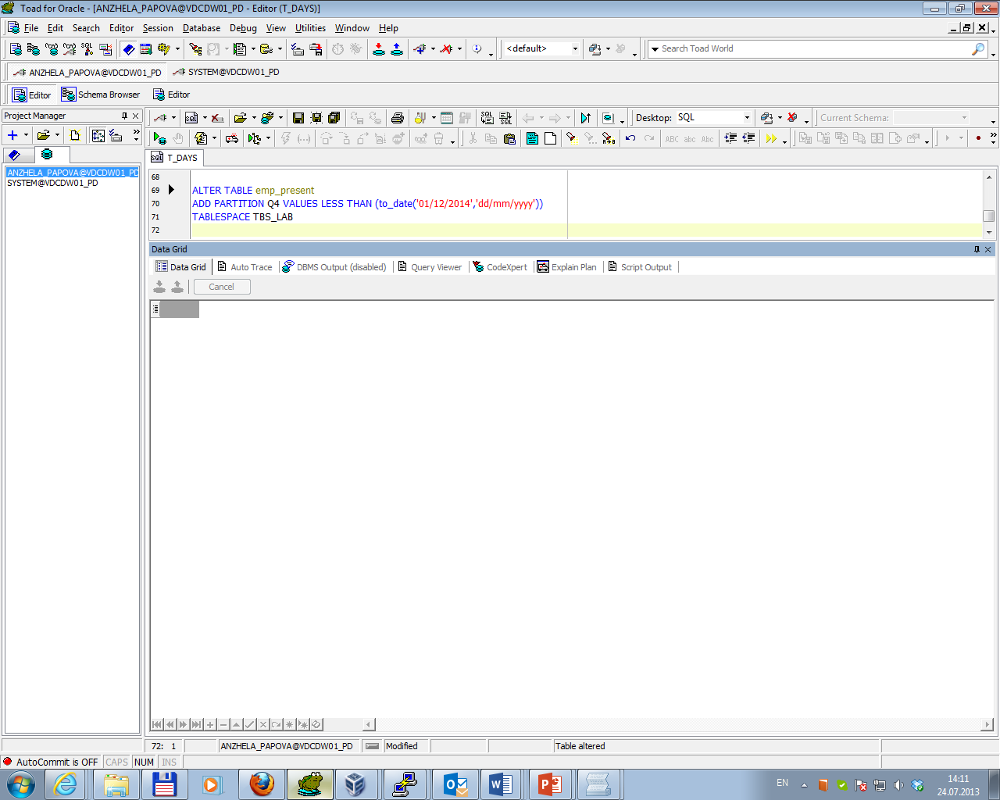 Toad for Oracle - [ANZHELA_PAPOVA@VDCDW01_PD - Editor (T_DAYS)]
File Edit Search Editor Session Database Debug View Utilities Window Help
<default> Search Toad World
ANZHELA_PAPOVA@VDCDW01_PD SYSTEM@VDCDW01_PD
Editor Schema Browser Editor
Project Manager
Desktop: SQL Current Schema:
T_DAYS
ANZHELA_PAPOVA@VDCDW01_PD
SYSTEM@VDCDW01_PD
68
69 ALTER TABLE emp_present
70 ADD PARTITION Q4 VALUES LESS THAN (to_date('01/12/2014','dd/mm/yyyy'))
71 TABLESPACE TBS_LAB
72
Data Grid
Data Grid Auto Trace DBMS Output (disabled) Query Viewer CodeXpert Explain Plan Script Output
Cancel
72: 1 ANZHELA_PAPOVA@VDCDW01_PD Modified Table altered
AutoCommit is OFF CAPS NUM INS
EN 14:11
24.07.2013